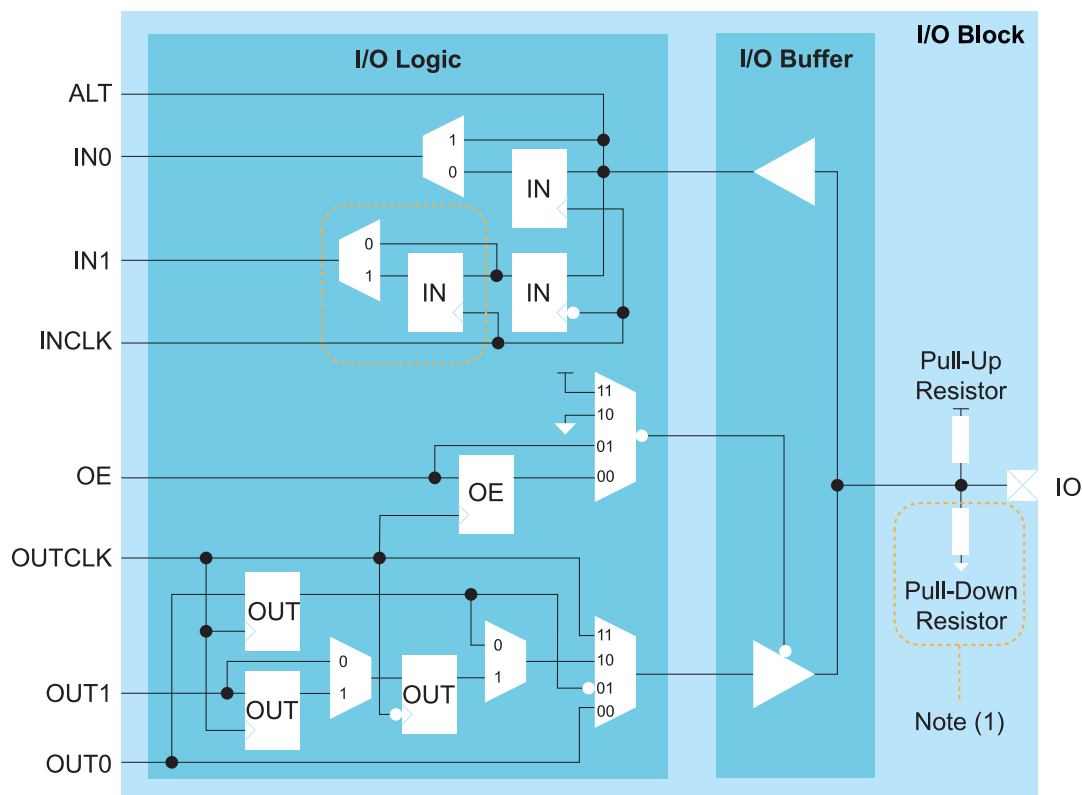 I/O Block
I/O Logic
I/O Buffer
ALT
1
IN0
0
IN
0
IN1
1
IN
IN
INCLK
11
10
01
OE
00
OE
Pull-Up
Resistor
IO
OUTCLK
OUT
Pull-Down
Resistor
11
0
10
0
1
01
OUT1
1
OUT
OUT
00
Note (1)
OUT0